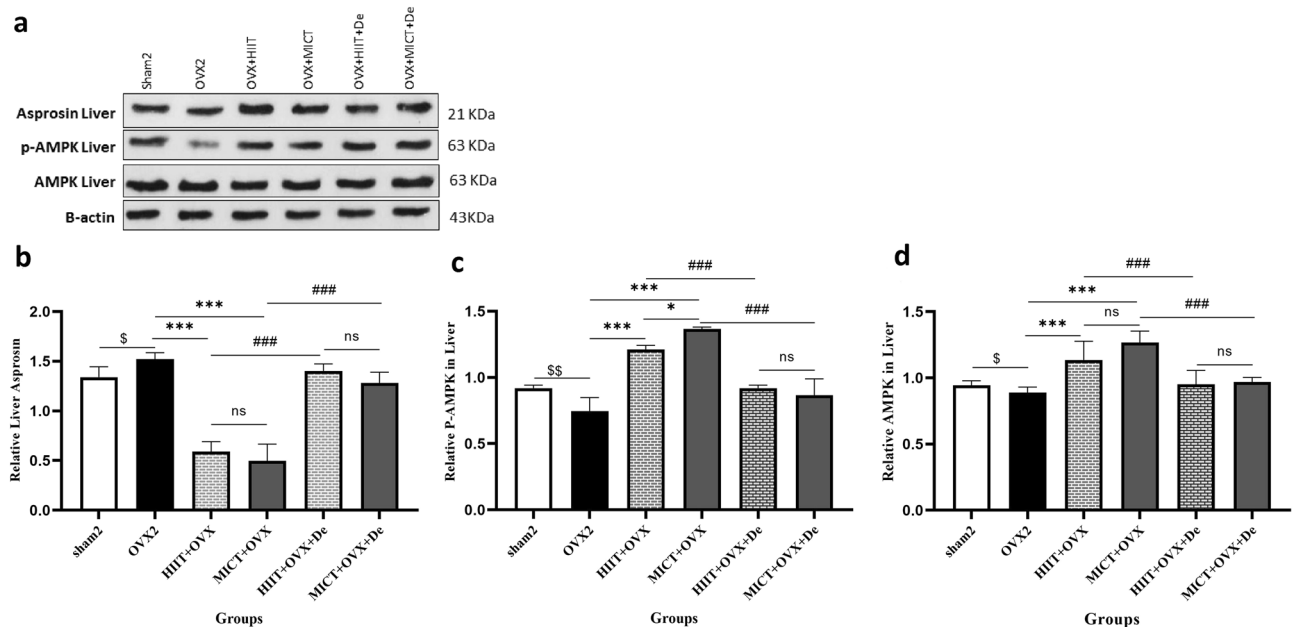 a
Sham2
OVX2
OVX+HIIT
OVX+MICT
OVX+HIIT+De
OVX+MICT+De
Asprosin Liver
21 KDa
p-AMPK Liver
63 KDa
AMPK Liver
63 KDa
B-actin
43KDa
b
Relative Liver Asprosin
2.0
1.5
1.0
0.5
0.0
$
***
***
###
###
ns
ns
sham2
OVX2
HIIT+OVX
MICT+OVX
HIIT+OVX+De
MICT+OVX+De
Groups
c
Relative P-AMPK in Liver
1.5
1.0
0.5
0.0
$$
***
***
*
###
###
ns
sham2
OVX2
HIIT+OVX
MICT+OVX
HIIT+OVX+De
MICT+OVX+De
Groups
d
Relative AMPK in Liver
1.5
1.0
0.5
0.0
$
***
***
ns
###
###
ns
sham2
OVX2
HIIT+OVX
MICT+OVX
HIIT+OVX+De
MICT+OVX+De
Groups